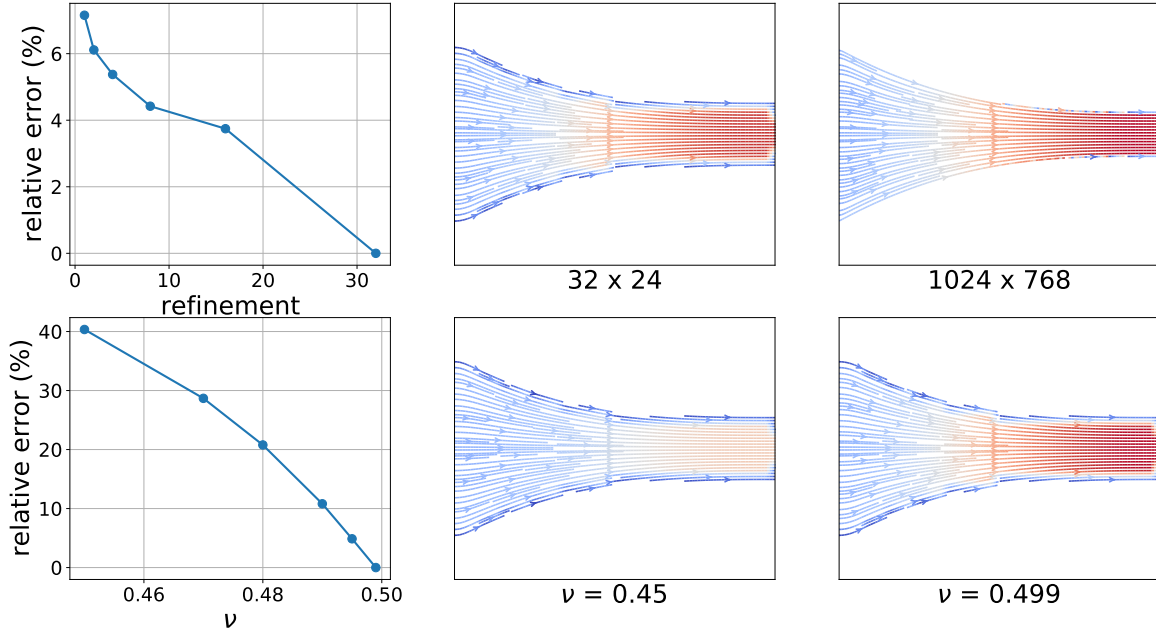 relative error (%)
6
4
2
0
0 10 20 30
refinement
32 x 24
1024 x 768
relative error (%)
40
30
20
10
0
0.46 0.48 0.50
ν
ν = 0.45
ν = 0.499